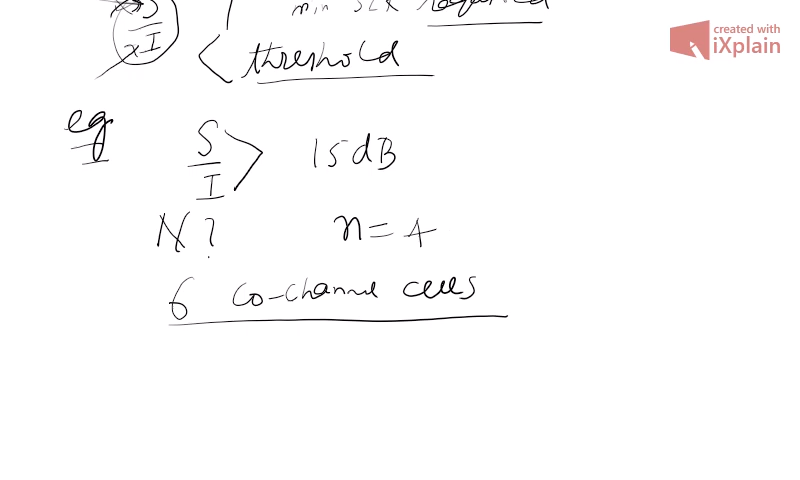 created with
iXplain
S
I
min SIR required
< threshold
eg
S/I > 15dB
N? n=4
6 Co-channel cells